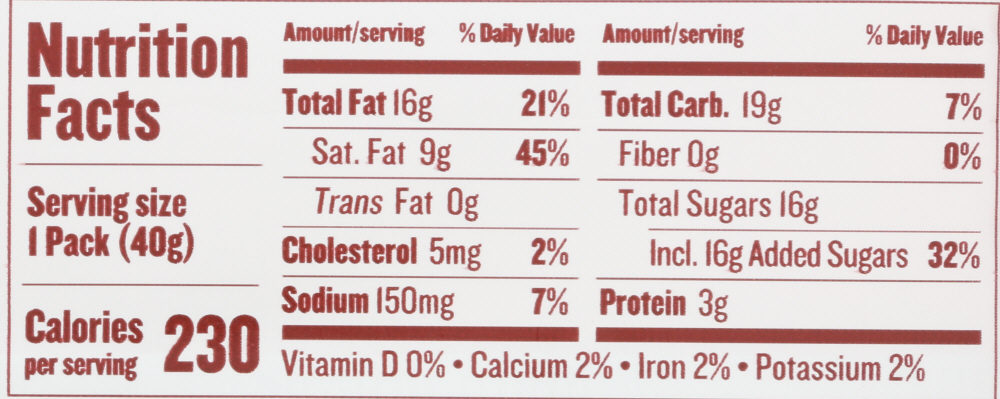 Nutrition
Facts
Serving size
1 Pack (40g)
Calories
per serving
230
Amount/serving % Daily Value
Total Fat 16g 21%
Sat. Fat 9g 45%
Trans Fat 0g
Cholesterol 5mg 2%
Sodium 150mg 7%
Amount/serving % Daily Value
Total Carb. 19g 7%
Fiber 0g 0%
Total Sugars 16g
Incl. 16g Added Sugars 32%
Protein 3g
Vitamin D 0% • Calcium 2% • Iron 2% • Potassium 2%